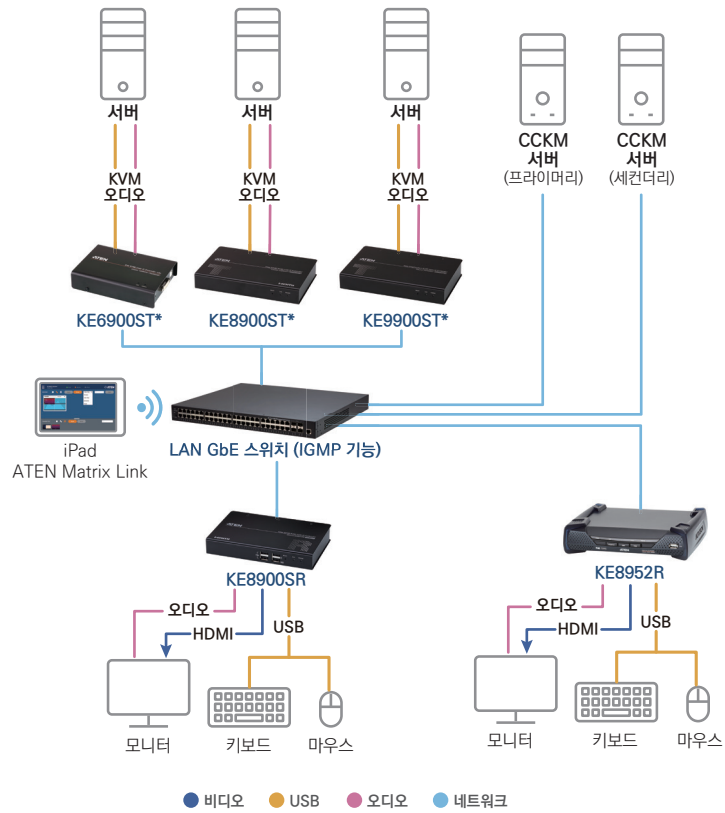 서버
서버
서버
CCKM
서버
(프라이머리)
CCKM
서버
(세컨더리)
KVM
오디오
KVM
오디오
KVM
오디오
ATEN
ATEN
ATEN
KE6900ST*
KE8900ST*
KE9900ST*
iPad
ATEN Matrix Link
LAN GbE 스위치 (IGMP 기능)
ATEN
KE8900SR
KE8952R
오디오
HDMI
USB
오디오
HDMI
USB
모니터
키보드
마우스
모니터
키보드
마우스
비디오
USB
오디오
네트워크